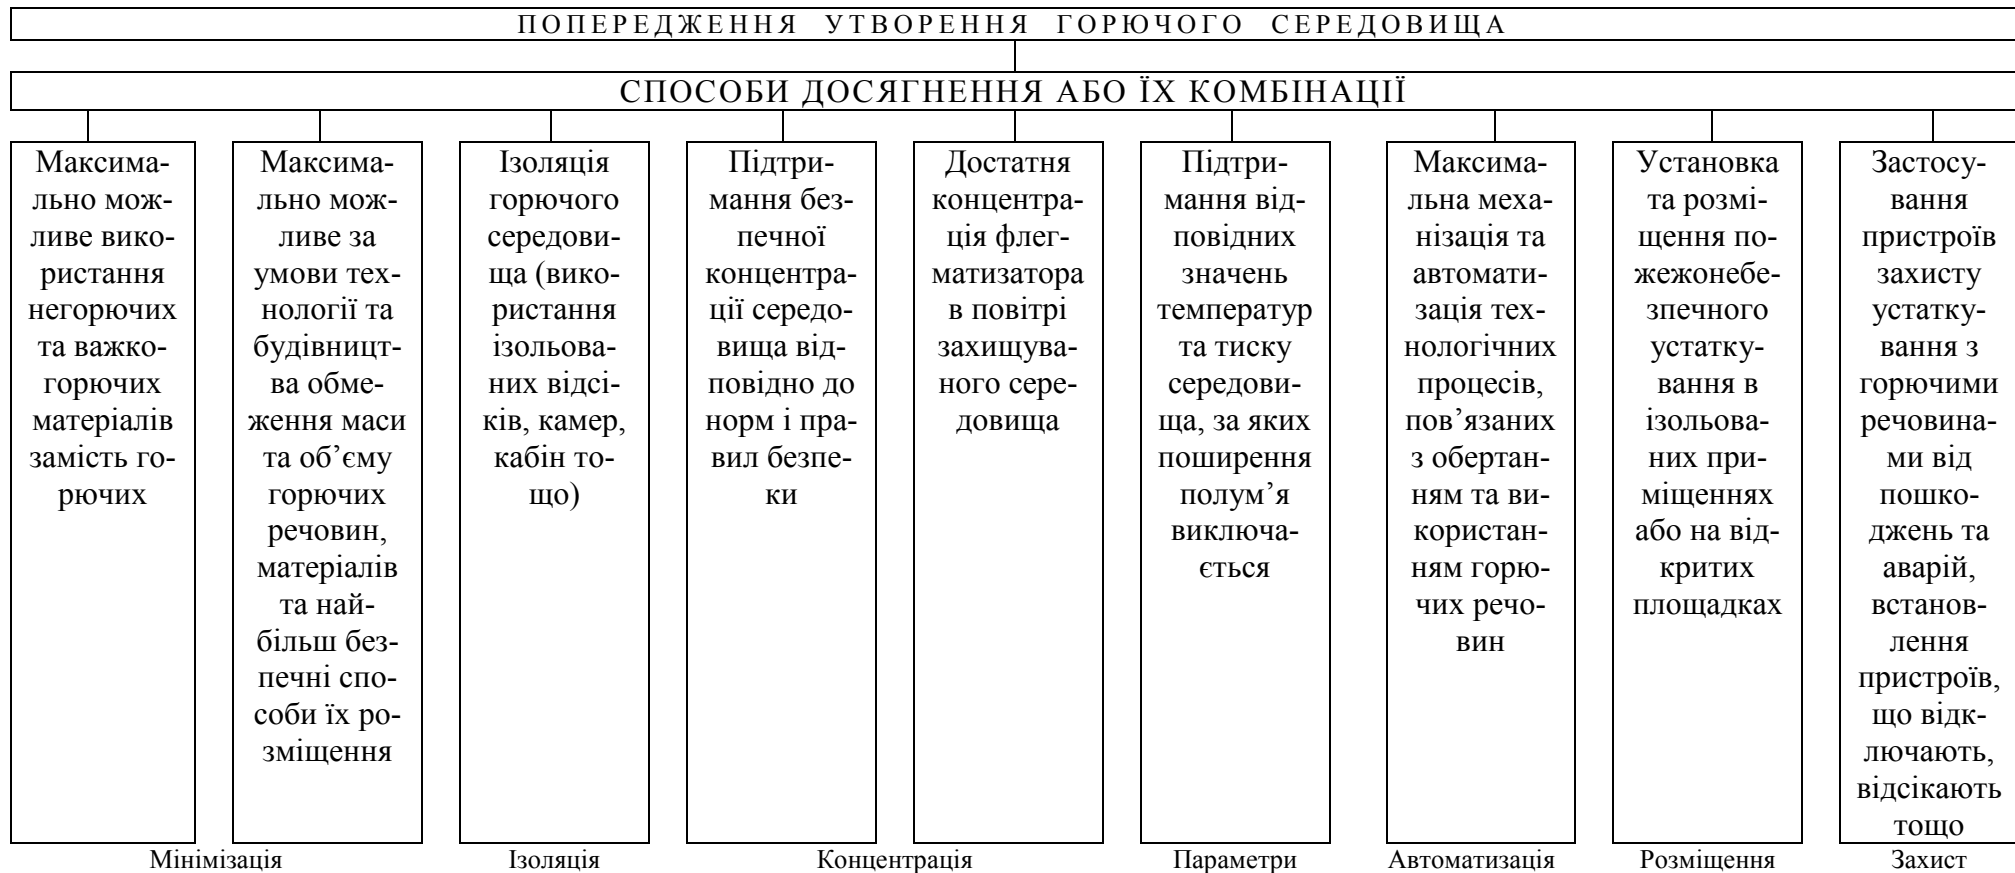 ПОПЕРЕДЖЕННЯ УТВОРЕННЯ ГОРЮЧОГО СЕРЕДОВИЩА
СПОСОБИ ДОСЯГНЕННЯ АБО ЇХ КОМБІНАЦІЇ
Максима-
льно мож-
ливе вико-
ристання
негорючих
та важко-
горючих
матеріалів
замість го-
рючих
Максима-
льно мож-
ливе за
умови тех-
нології та
будівницт-
ва обме-
ження маси
та об’єму
горючих
речовин,
матеріалів
та най-
більш без-
печні спо-
соби їх ро-
зміщення
Ізоляція
горючого
середови-
ща (вико-
ристання
ізольова-
них відсі-
ків, камер,
кабін то-
що)
Підтри-
мання без-
печної
концентра-
ції середо-
вища від-
повідно до
норм і пра-
вил безпе-
ки
Достатня
концентра-
ція флег-
матизатора
в повітрі
захищува-
ного сере-
довища
Підтри-
мання від-
повідних
значень
температур
та тиску
середови-
ща, за яких
поширення
полум’я
виключа-
ється
Максима-
льна меха-
нізація та
автомати-
зація тех-
нологічних
процесів,
пов’язаних
з обертан-
ням та ви-
користан-
ням горю-
чих речо-
вин
Установка
та розмі-
щення по-
жежонебе-
зпечного
устатку-
вання в
ізольова-
них при-
міщеннях
або на від-
критих
площадках
Застосу-
вання
пристроїв
захисту
устатку-
вання з
горючими
речовина-
ми від
пошко-
джень та
аварій,
встанов-
лення
пристроїв,
що відк-
лючають,
відсікають
тощо
Мінімізація
Ізоляція
Концентрація
Параметри
Автоматизація
Розміщення
Захист